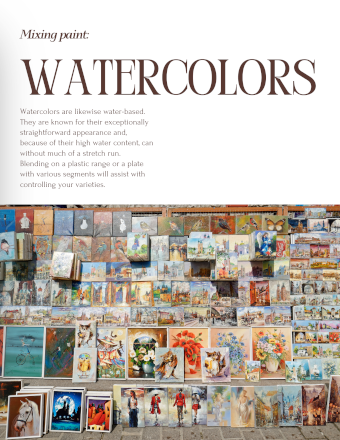 Mixing paint:
WATERCOLORS
Watercolors are likewise water-based.
They are known for their exceptionally
straightforward appearance and,
because of their high water content, can
without much of a stretch run.
Blending on a plastic range or a plate
with various segments will assist with
controlling your varieties.